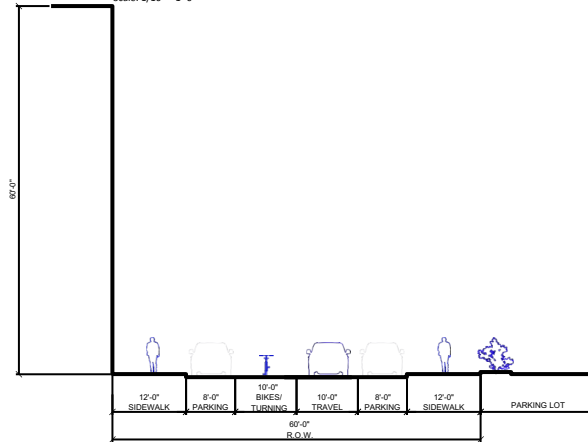 60'-0"
12'-0"
SIDEWALK
8'-0"
PARKING
10'-0"
BIKES/
TURNING
10'-0"
TRAVEL
8'-0"
PARKING
12'-0"
SIDEWALK
PARKING LOT
60'-0"
R.O.W.